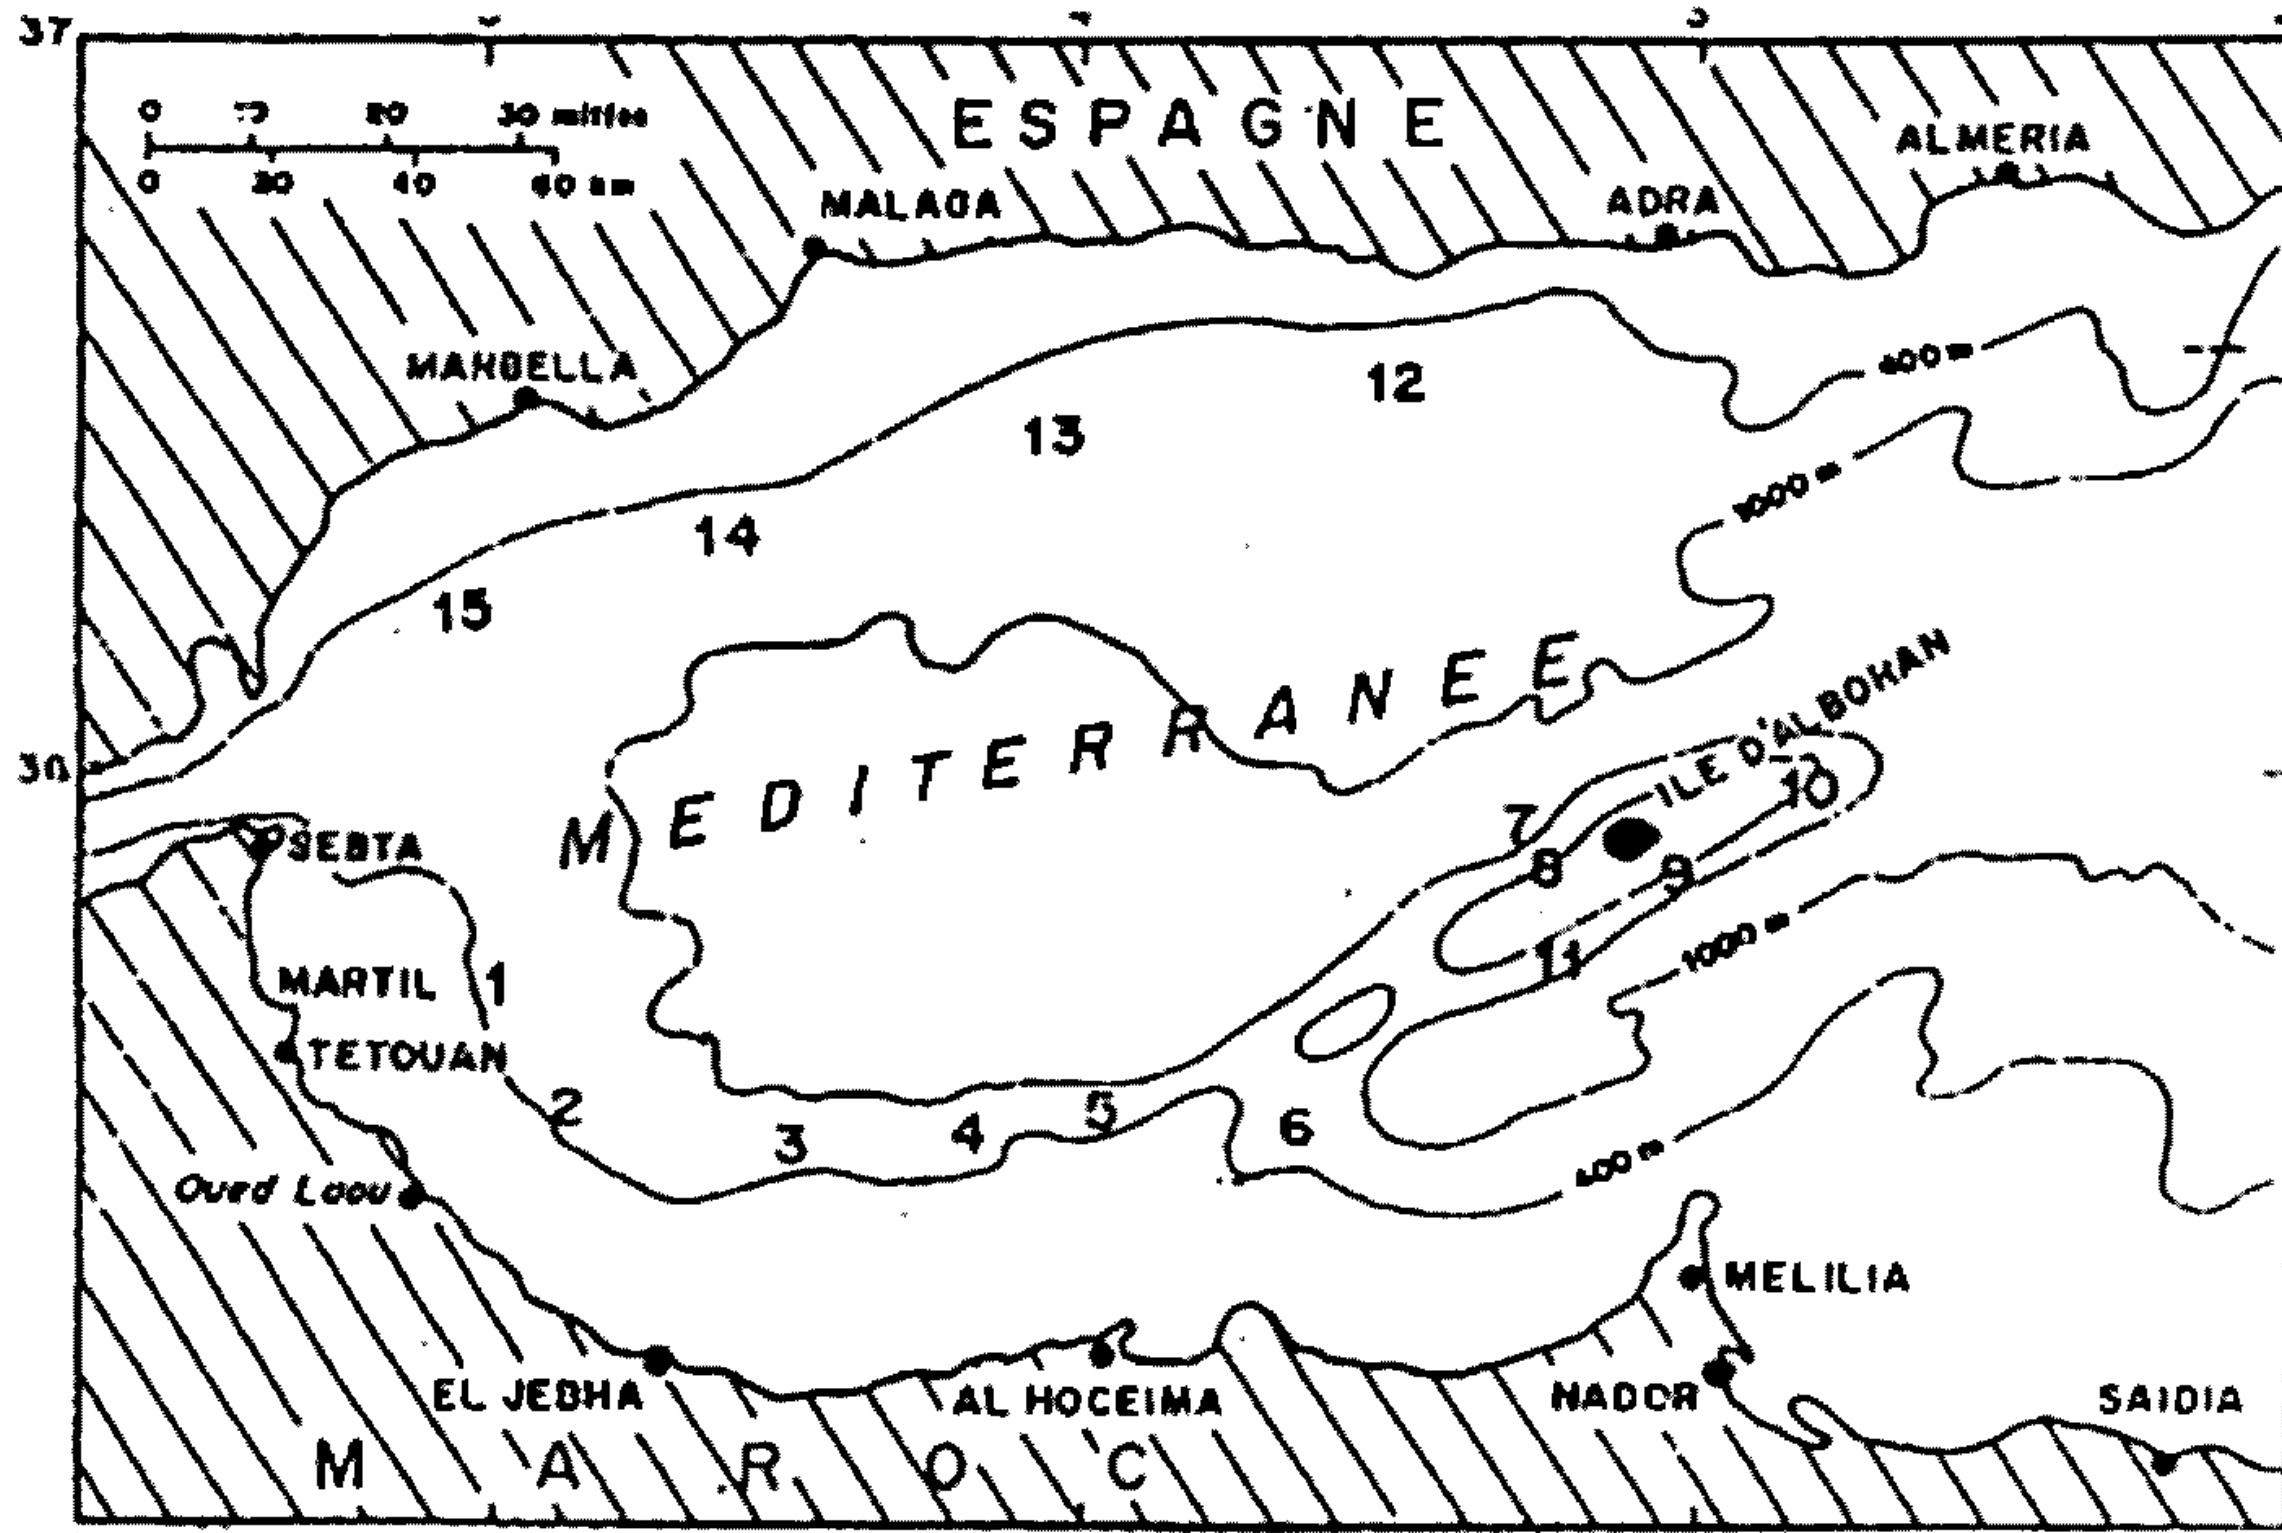 37
0 10 20 30 milles
0 20 40 60 km
ESPAGNE
ALMERIA
MALAGA
ADRA
MARBELLA
400 m
12
13
1000 m
14
15
MEDITERRANEE
ILE D'ALBORAN
36
7
10
SEBTA
8
9
1000 m
11
MARTIL
1
TETOUAN
2
5
3
4
6
400 m
Oued Laou
MELILIA
EL JEBHA
AL HOCEIMA
NADOR
SAIDIA
MAROC